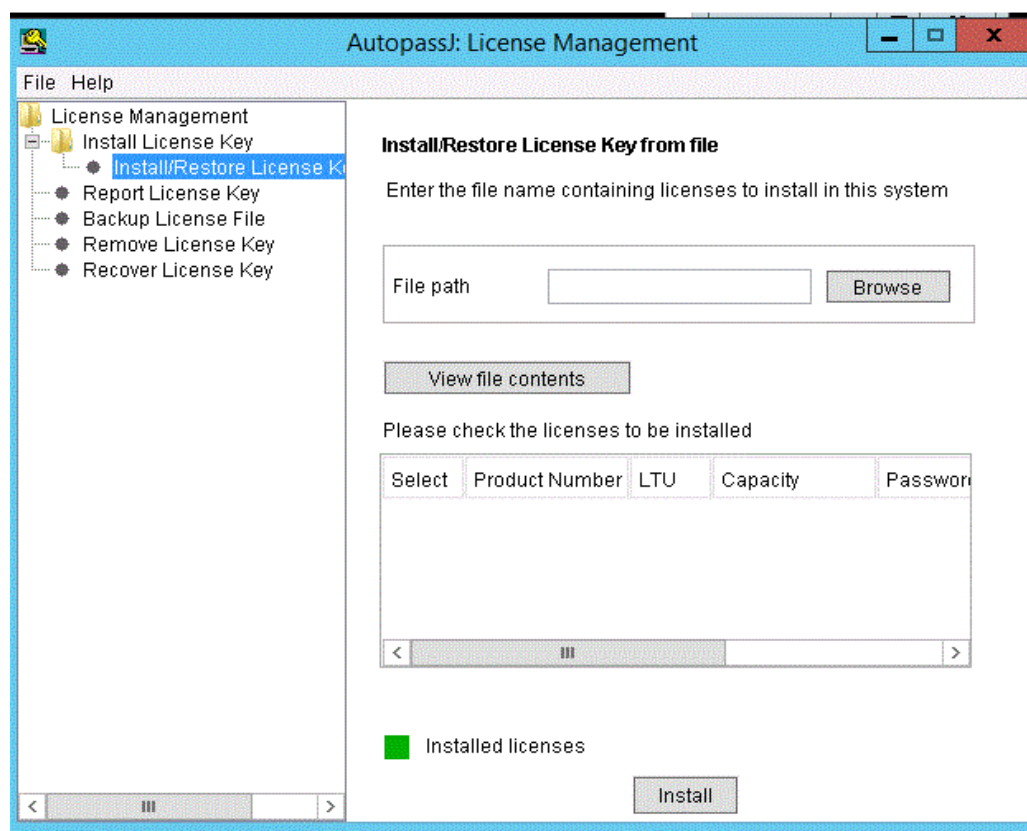 AutopassJ: License Management
File Help
License Management
Install License Key
Install/Restore License K
Report License Key
Backup License File
Remove License Key
Recover License Key
Install/Restore License Key from file
Enter the file name containing licenses to install in this system
File path
Browse
View file contents
Please check the licenses to be installed
Select Product Number LTU Capacity Passwor
Installed licenses
Install